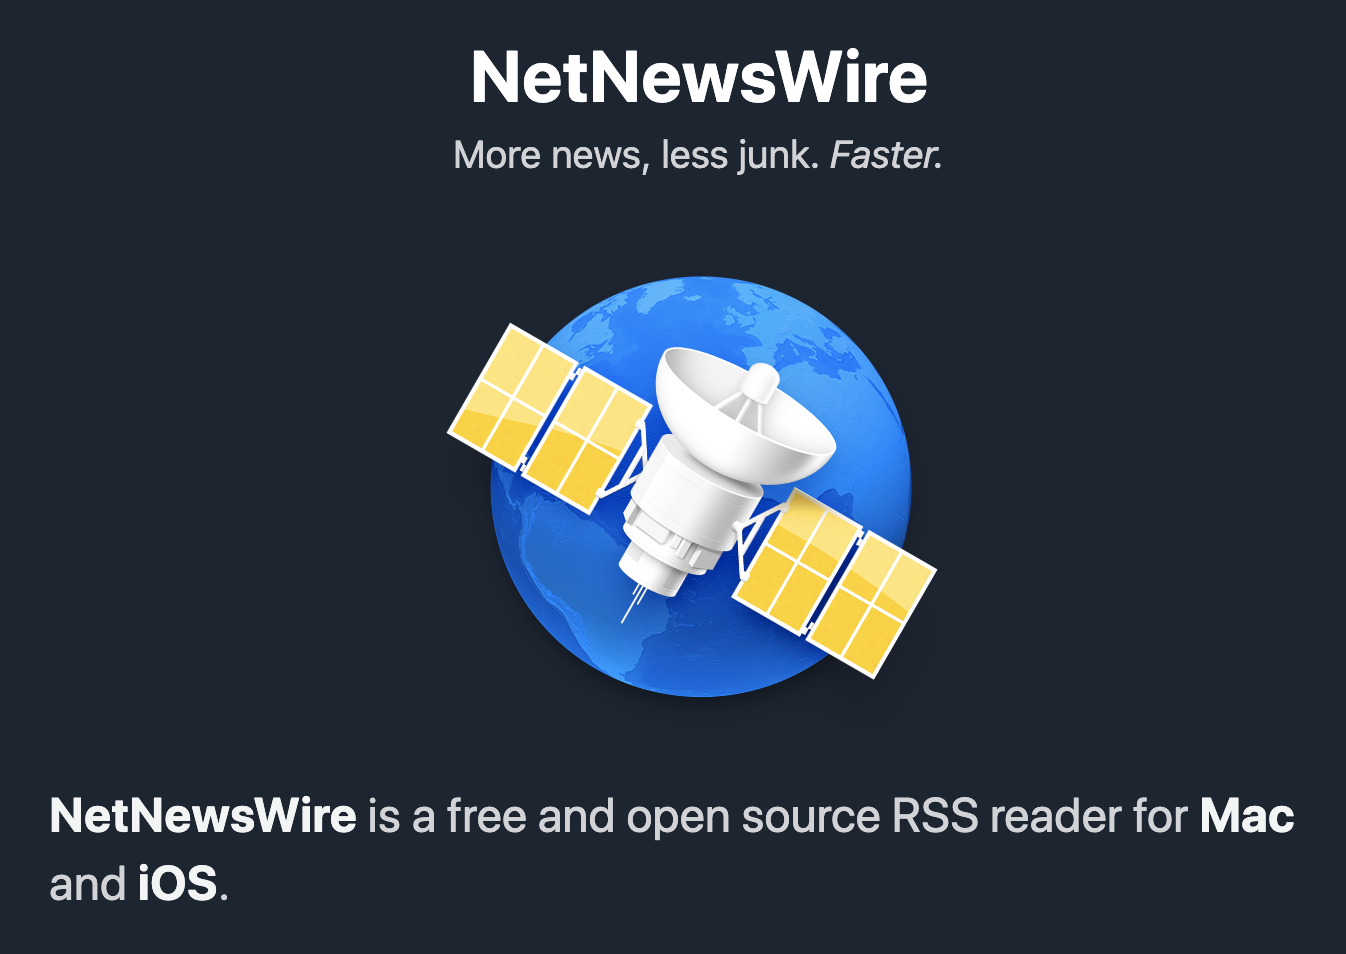 NetNewsWire
More news, less junk. Faster.
NetNewsWire is a free and open source RSS reader for Mac
and iOS.